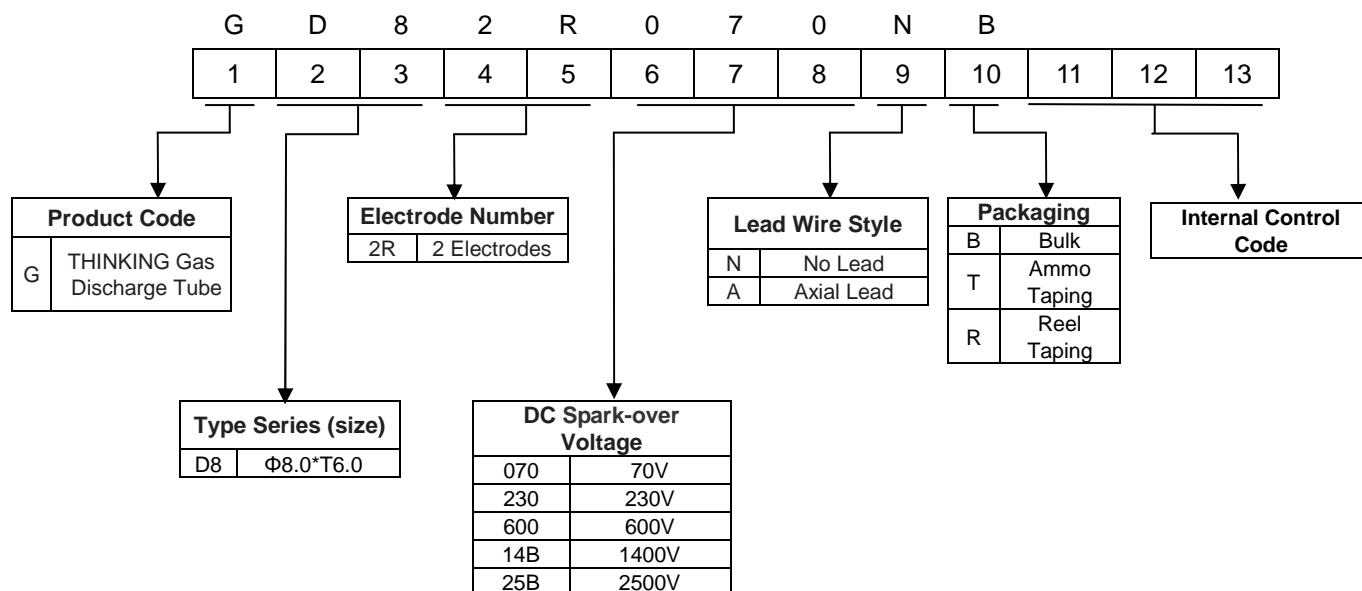 G D 8 2 R 0 7 0 N B
1 2 3 4 5 6 7 8 9 10 11 12 13
Product Code
G THINKING Gas
Discharge Tube
Electrode Number
2R 2 Electrodes
Lead Wire Style
N No Lead
A Axial Lead
Packaging
B Bulk
T Ammo
Taping
R Reel
Taping
Internal Control
Code
Type Series (size)
D8 Φ8.0*T6.0
DC Spark-over
Voltage
070 70V
230 230V
600 600V
14B 1400V
25B 2500V